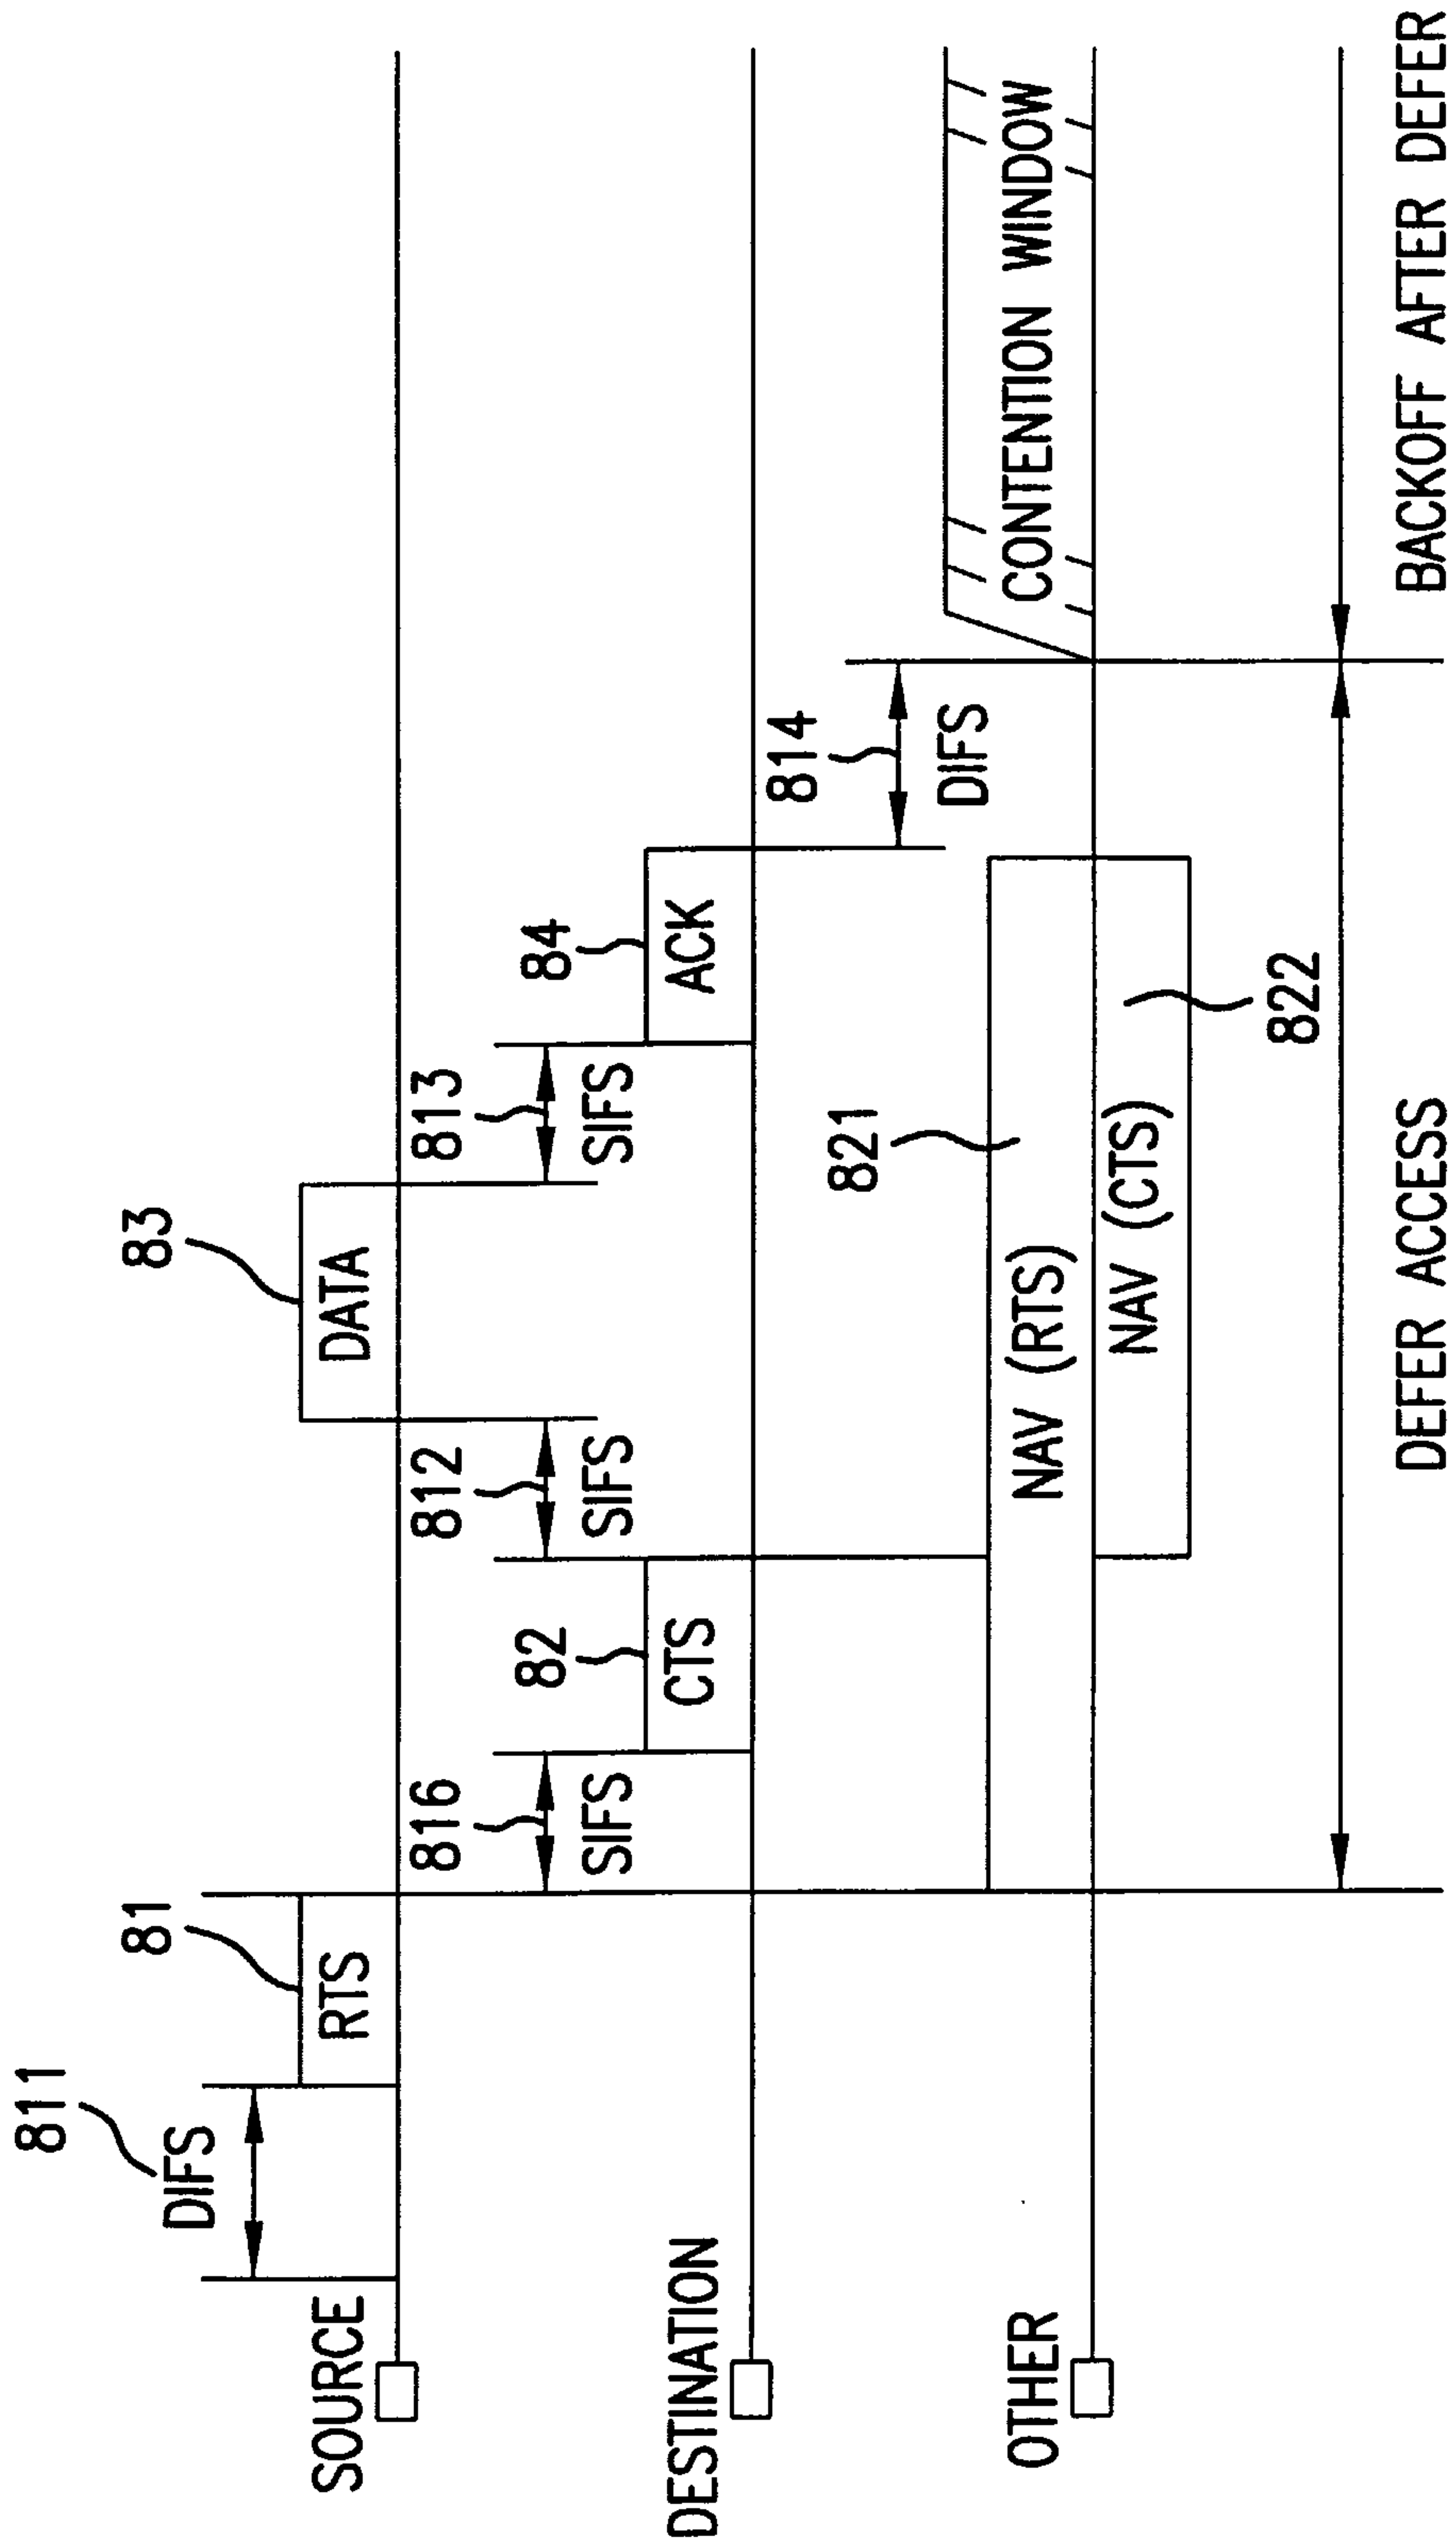 811
DIFS
81
83
RTS
DATA
SOURCE
816
812
813
SIFS
SIFS
SIFS
82
84
CTS
ACK
DESTINATION
814
DIFS
821
NAV (RTS)
CONTENTION WINDOW
OTHER
NAV (CTS)
822
DEFER ACCESS
BACKOFF AFTER DEFER